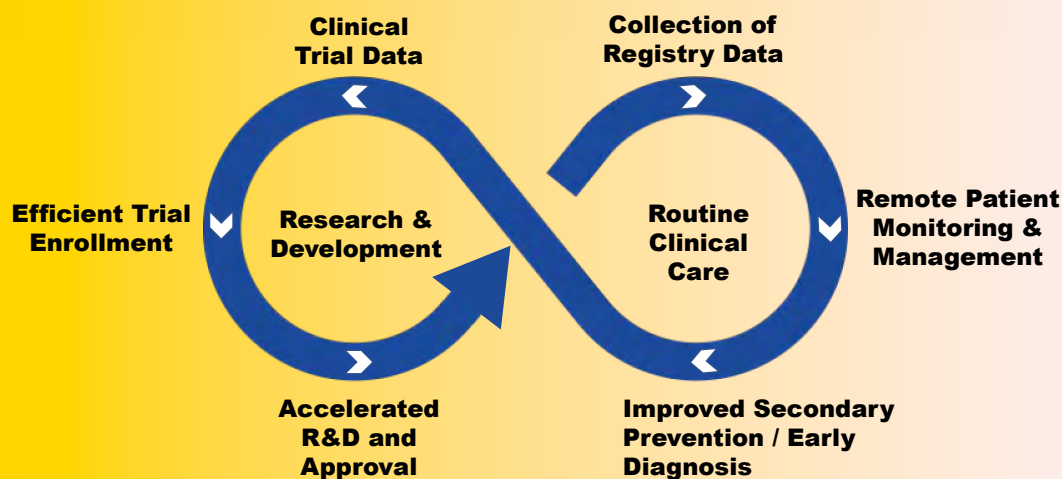 Clinical
Trial Data
Collection of
Registry Data
Efficient Trial
Enrollment
Research &
Development
Routine
Clinical
Care
Remote Patient
Monitoring &
Management
Accelerated
R&D and
Approval
Improved Secondary
Prevention / Early
Diagnosis